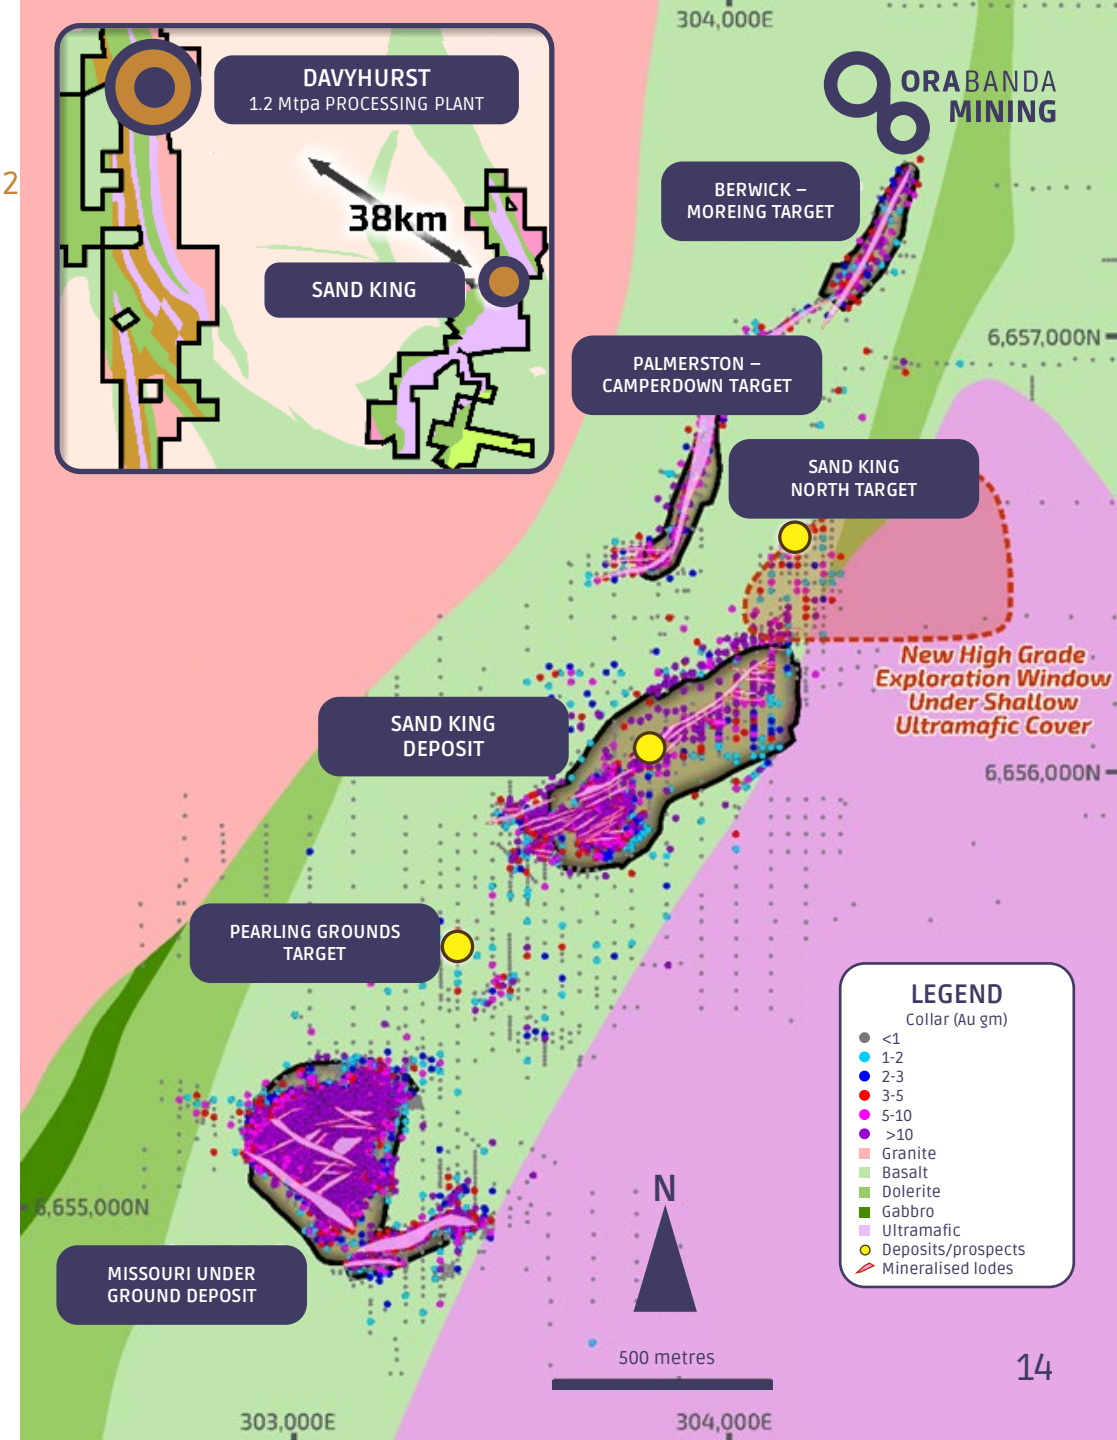 304,000E
DAVYHURST
1.2 Mtpa PROCESSING PLANT
ORABANDA
MINING
2
BERWICK –
MOREING TARGET
38km
SAND KING
6,657,000N
PALMERSTON –
CAMPERDOWN TARGET
SAND KING
NORTH TARGET
New High Grade
Exploration Window
Under Shallow
Ultramafic Cover
SAND KING
DEPOSIT
6,656,000N
PEARLING GROUNDS
TARGET
LEGEND
Collar (Au gm)
<1
1-2
2-3
3-5
5-10
>10
Granite
Basalt
Dolerite
Gabbro
Ultramafic
Deposits/prospects
Mineralised lodes
N
6,655,000N
MISSOURI UNDER
GROUND DEPOSIT
500 metres
14
303,000E
304,000E